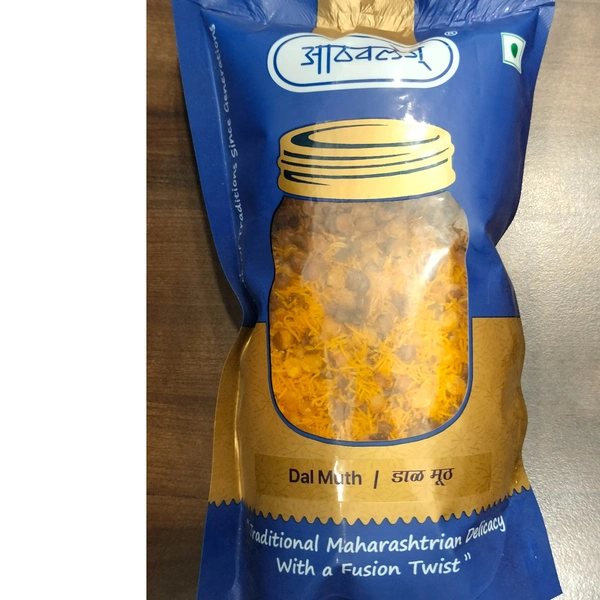 आठवलेज्®
Traditions Since Generations
Dal Muth | डाळ मूठ
Traditional Maharashtrian Delicacy
With a Fusion Twist"